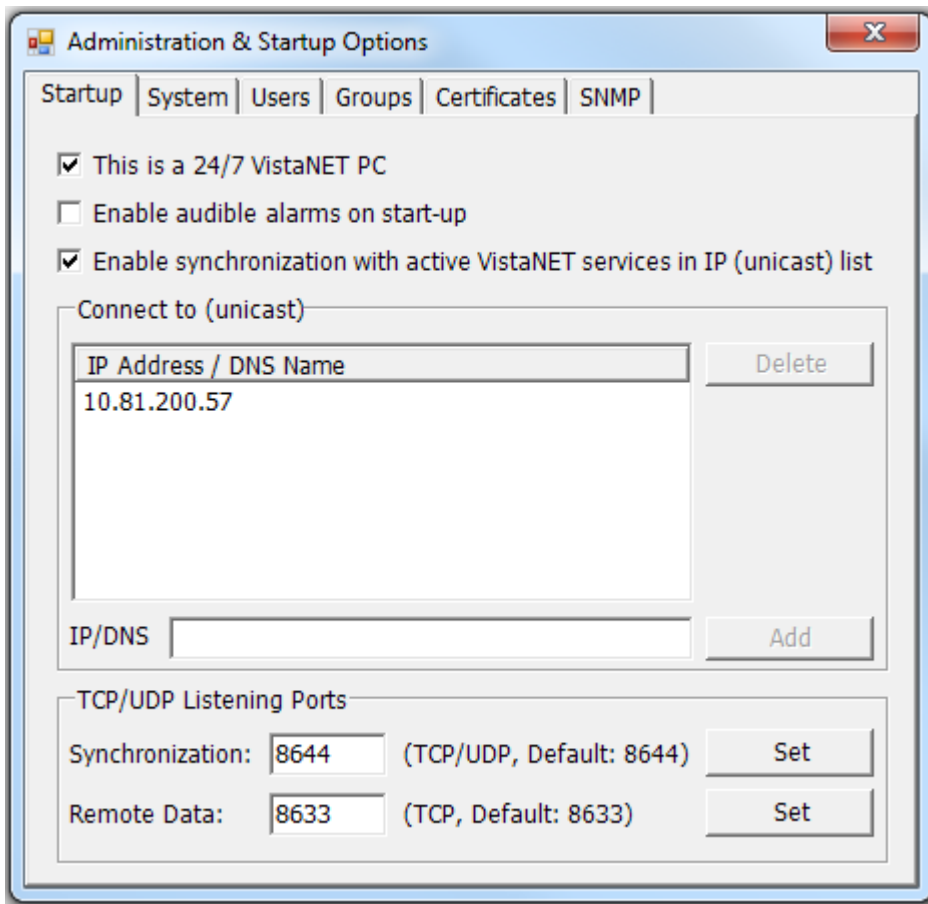 Administration & Startup Options
Startup System Users Groups Certificates SNMP
This is a 24/7 VistaNET PC
Enable audible alarms on start-up
Enable synchronization with active VistaNET services in IP (unicast) list
Connect to (unicast)
IP Address / DNS Name Delete
10.81.200.57
IP/DNS Add
TCP/UDP Listening Ports
Synchronization: 8644 (TCP/UDP, Default: 8644) Set
Remote Data: 8633 (TCP, Default: 8633) Set